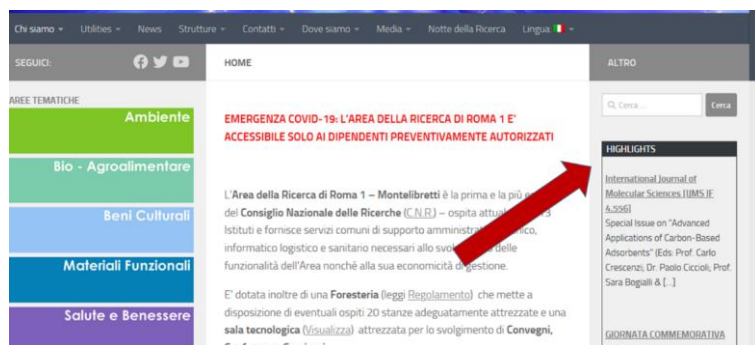 Chi siamo Utilities News Strutture Contatti Dove siamo Media Notte della Ricerca Lingua
SEGUICI:
AREE TEMATICHE
Ambiente
Bio - Agroalimentare
Beni Culturali
Materiali Funzionali
Salute e Benessere
HOME
EMERGENZA COVID-19: L'AREA DELLA RICERCA DI ROMA 1 E'
ACCESSIBILE SOLO AI DIPENDENTI PREVENTIVAMENTE AUTORIZZATI
L'Area della Ricerca di Roma 1 – Montelibretti è la prima e la più
del Consiglio Nazionale delle Ricerche (C.N.R) – ospita
Istituti e fornisce servizi comuni di supporto
informatico logistico e sanitario necessari allo delle
funzionalità dell'Area nonché alla sua economicità gestione.
E' dotata inoltre di una Foresteria (leggi Regolamento) che mette a
disposizione di eventuali ospiti 20 stanze adeguatamente attrezzate e una
sala tecnologica (Visualizza) attrezzata per lo svolgimento di Convegni,
ALTRO
Cerca ... Cerca
HIGHLIGHTS
International Journal of
Molecular Sciences [IJMS IF
4.556]
Special Issue on "Advanced
Applications of Carbon-Based
Adsorbents" (Eds: Prof. Carlo
Crescenzi; Dr. Paolo Ciccioli; Prof.
Sara Bogialli & [...]
GIORNATA COMMEMORATIVA